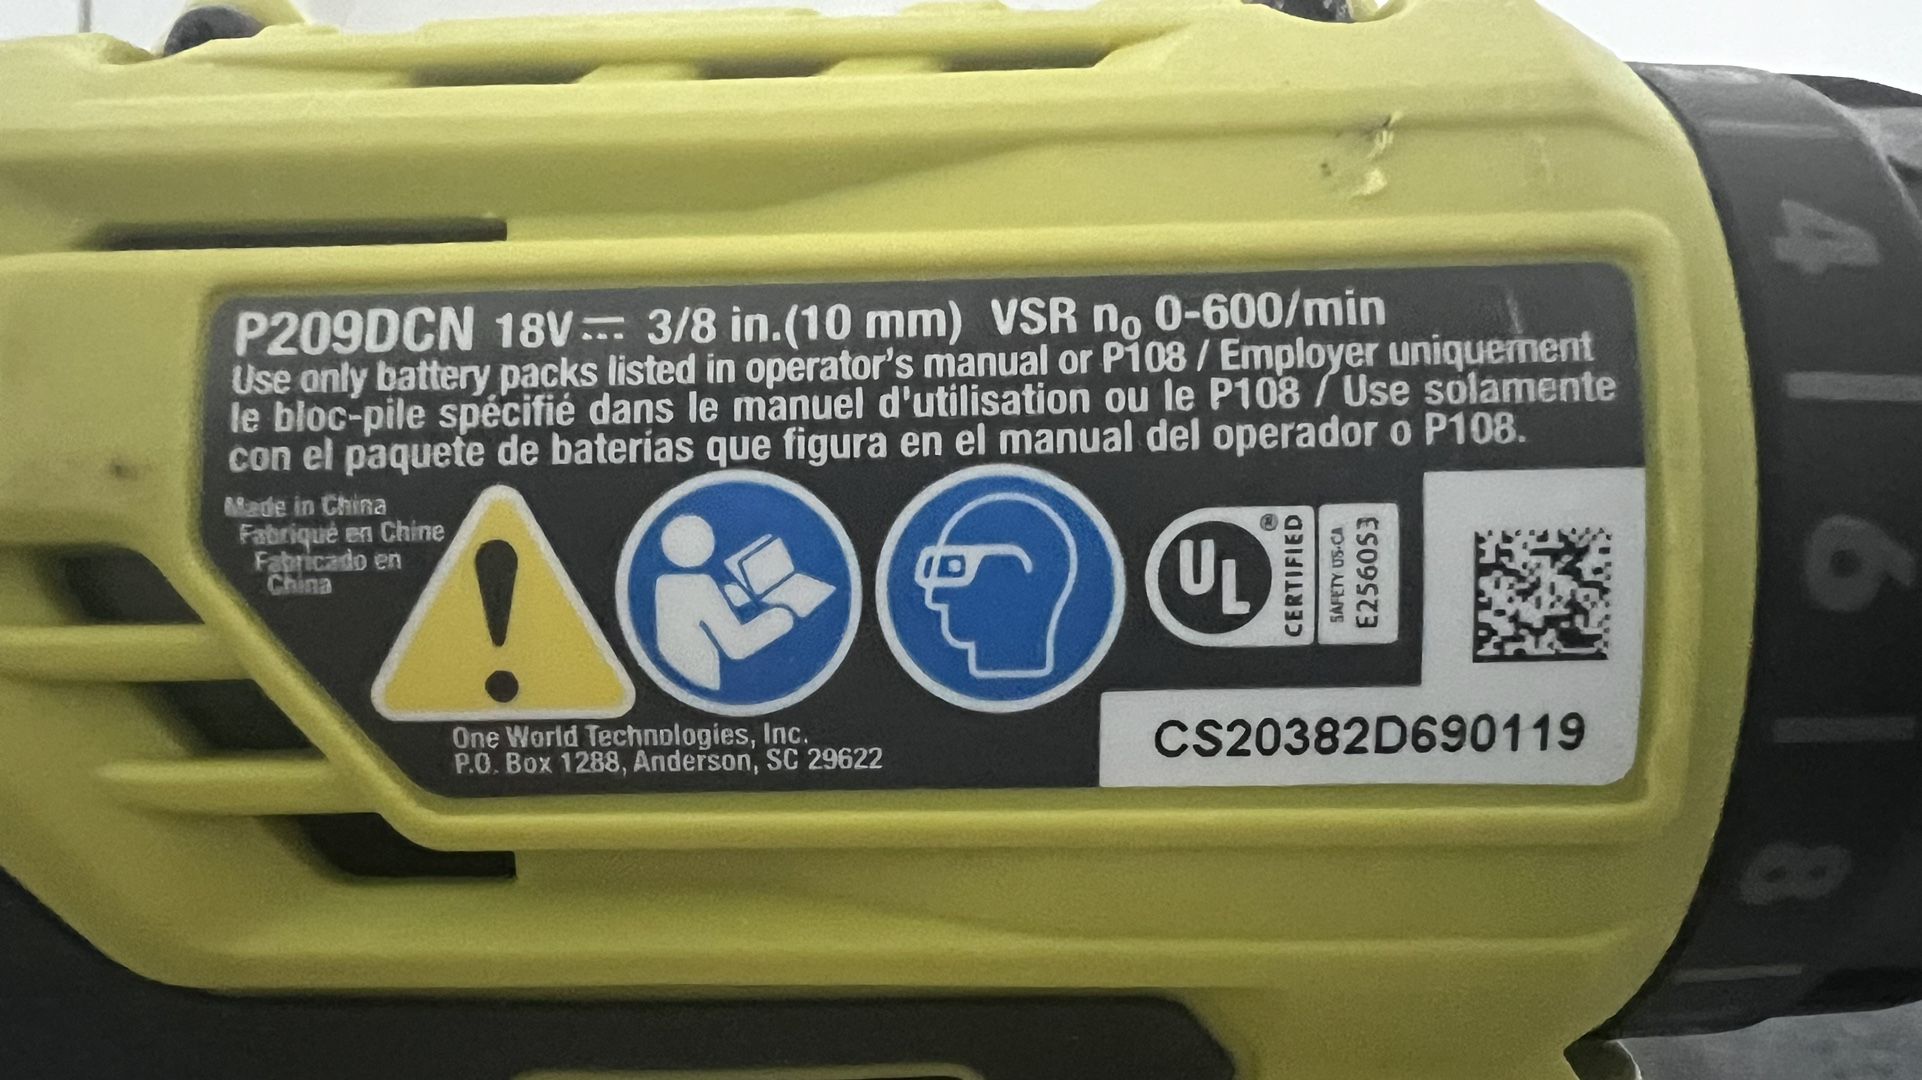 P209DCN 18V⎓ 3/8 in.(10 mm) VSR n₀ 0-600/min
Use only battery packs listed in operator's manual or P108 / Employer uniquement
le bloc-pile spécifié dans le manuel d'utilisation ou le P108 / Use solamente
con el paquete de baterías que figura en el manual del operador o P108.
Made in China
Fabriqué en Chine
Fabricado en
China
UL
®
CERTIFIED
SAFETY US-CA
E256053
One World Technologies, Inc.
P.O. Box 1288, Anderson, SC 29622
CS20382D690119
4
6
8